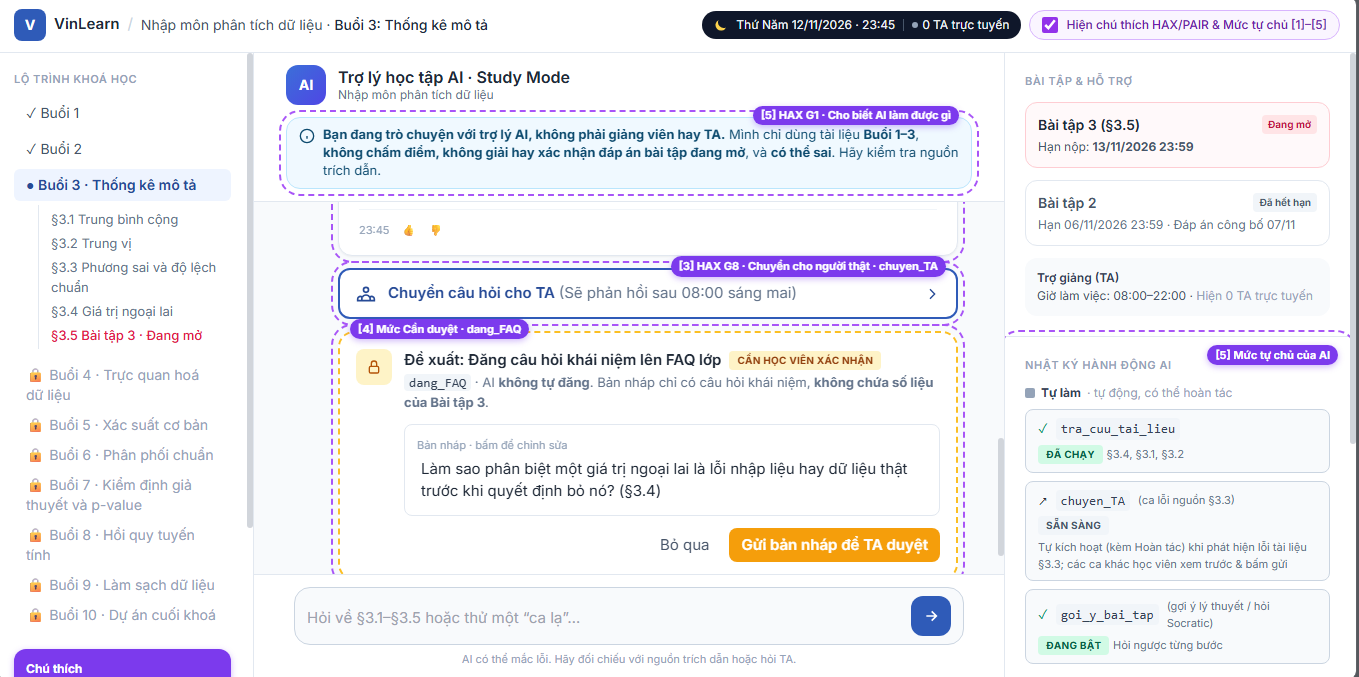 V VinLearn / Nhập môn phân tích dữ liệu · Buổi 3: Thống kê mô tả
Thứ Năm 12/11/2026 · 23:45 | ● 0 TA trực tuyến
Hiện chú thích HAX/PAIR & Mức tự chủ [1]–[5]
LỘ TRÌNH KHOÁ HỌC
✓ Buổi 1
✓ Buổi 2
● Buổi 3 · Thống kê mô tả
§3.1 Trung bình cộng
§3.2 Trung vị
§3.3 Phương sai và độ lệch
chuẩn
§3.4 Giá trị ngoại lai
§3.5 Bài tập 3 · Đang mở
🔒 Buổi 4 · Trực quan hoá
dữ liệu
🔒 Buổi 5 · Xác suất cơ bản
🔒 Buổi 6 · Phân phối chuẩn
🔒 Buổi 7 · Kiểm định giả
thuyết và p-value
🔒 Buổi 8 · Hồi quy tuyến
tính
🔒 Buổi 9 · Làm sạch dữ liệu
🔒 Buổi 10 · Dự án cuối khoá
Chú thích
AI
Trợ lý học tập AI · Study Mode
Nhập môn phân tích dữ liệu
[5] HAX G1 · Cho biết AI làm được gì
Bạn đang trò chuyện với trợ lý AI, không phải giảng viên hay TA. Mình chỉ dùng tài liệu Buổi 1–3,
không chấm điểm, không giải hay xác nhận đáp án bài tập đang mở, và có thể sai. Hãy kiểm tra nguồn
trích dẫn.
23:45 👍 👎
[3] HAX G8 · Chuyển cho người thật · chuyen_TA
Chuyển câu hỏi cho TA (Sẽ phản hồi sau 08:00 sáng mai)
[4] Mức Cần duyệt · dang_FAQ
Đề xuất: Đăng câu hỏi khái niệm lên FAQ lớp CẦN HỌC VIÊN XÁC NHẬN
dang_FAQ · AI không tự đăng. Bản nháp chỉ có câu hỏi khái niệm, không chứa số liệu
của Bài tập 3.
Bản nháp · bấm để chỉnh sửa
Làm sao phân biệt một giá trị ngoại lai là lỗi nhập liệu hay dữ liệu thật
trước khi quyết định bỏ nó? (§3.4)
Bỏ qua
Gửi bản nháp để TA duyệt
Hỏi về §3.1–§3.5 hoặc thử một “ca lạ”...
AI có thể mắc lỗi. Hãy đối chiếu với nguồn trích dẫn hoặc hỏi TA.
BÀI TẬP & HỖ TRỢ
Bài tập 3 (§3.5) Đang mở
Hạn nộp: 13/11/2026 23:59
Bài tập 2 Đã hết hạn
Hạn 06/11/2026 23:59 · Đáp án công bố 07/11
Trợ giảng (TA)
Giờ làm việc: 08:00–22:00 · Hiện 0 TA trực tuyến
[5] Mức tự chủ của AI
NHẬT KÝ HÀNH ĐỘNG AI
Tự làm · tự động, có thể hoàn tác
✓ tra_cuu_tai_lieu
ĐÃ CHẠY §3.4, §3.1, §3.2
↗ chuyen_TA (ca lỗi nguồn §3.3)
SẴN SÀNG
Tự kích hoạt (kèm Hoàn tác) khi phát hiện lỗi tài liệu
§3.3; các ca khác học viên xem trước & bấm gửi
✓ goi_y_bai_tap (gợi ý lý thuyết / hỏi
Socratic)
ĐANG BẬT Hỏi ngược từng bước